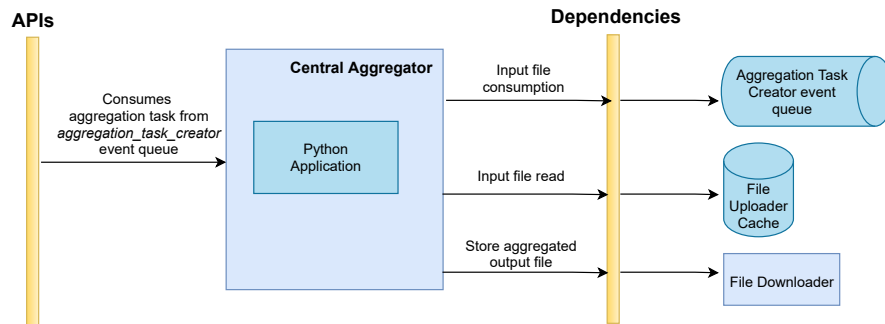 APIs
Dependencies
Central Aggregator
Consumes
aggregation task from
aggregation_task_creator
event queue
Python
Application
Input file
consumption
Aggregation Task
Creator event
queue
Input file read
File
Uploader
Cache
Store aggregated
output file
File Downloader